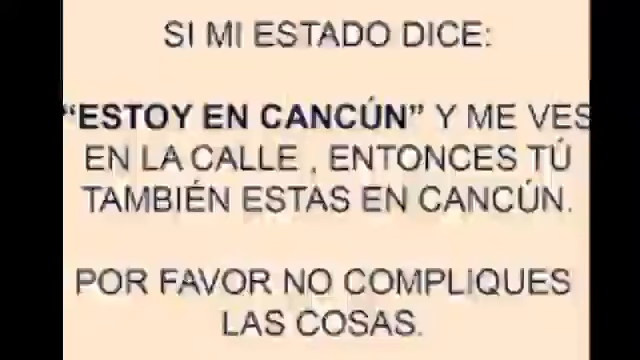 SI MI ESTADO DICE:
“ESTOY EN CANCÚN” Y ME VES
EN LA CALLE , ENTONCES TÚ
TAMBIÉN ESTAS EN CANCÚN.
POR FAVOR NO COMPLIQUES
LAS COSAS.